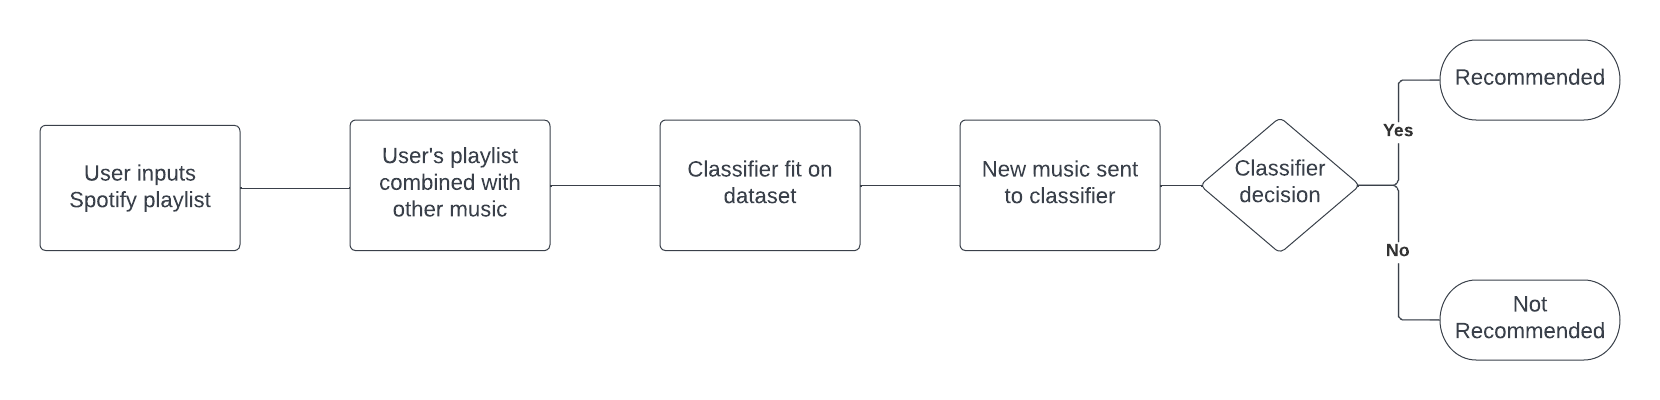 User inputs
Spotify playlist
User's playlist
combined with
other music
Classifier fit on
dataset
New music sent
to classifier
Classifier
decision
Yes
Recommended
No
Not
Recommended